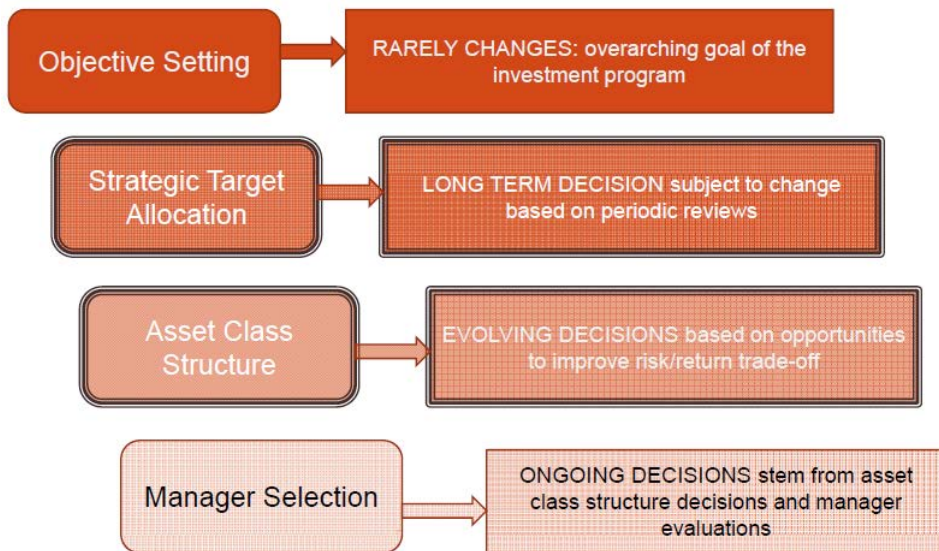 Objective Setting
RARELY CHANGES: overarching goal of the
investment program
Strategic Target
Allocation
LONG TERM DECISION subject to change
based on periodic reviews
Asset Class
Structure
EVOLVING DECISIONS based on opportunities
to improve risk/return trade-off
Manager Selection
ONGOING DECISIONS stem from asset
class structure decisions and manager
evaluations